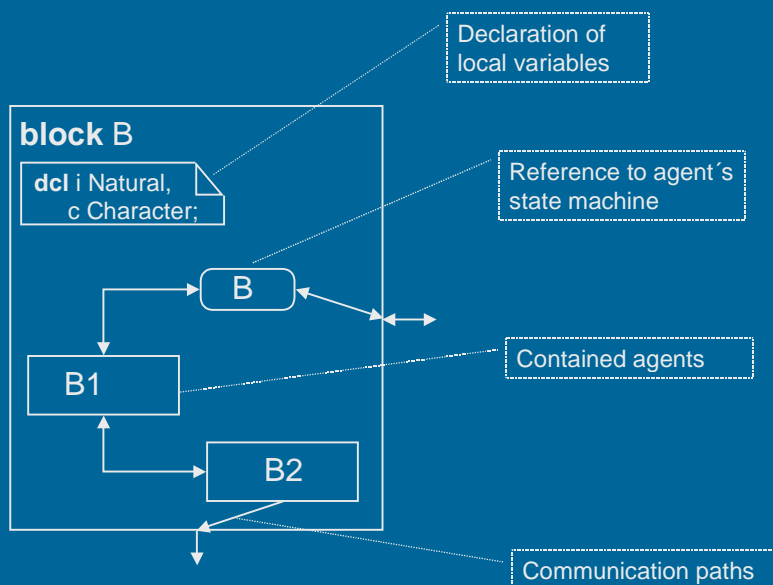 Declaration of
local variables
block B
dcl i Natural,
c Character;
Reference to agent´s
state machine
B
Contained agents
B1
B2
Communication paths